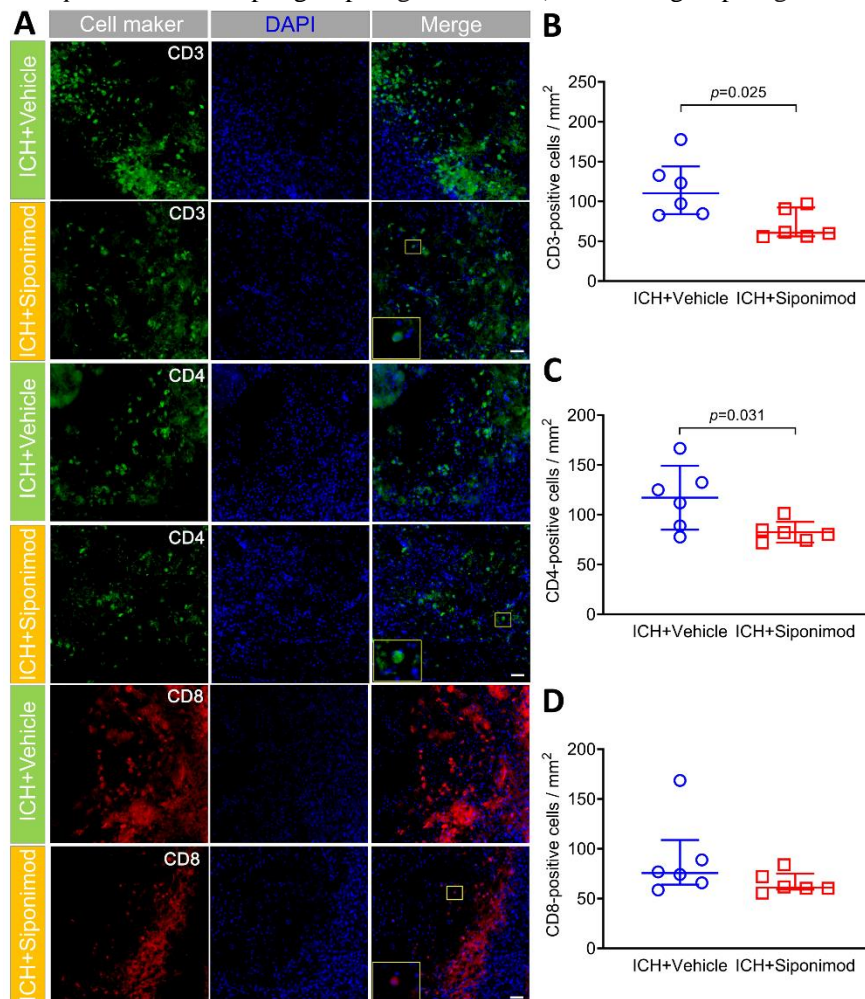 A
Cell maker
DAPI
Merge
ICH+Vehicle
CD3
ICH+Siponimod
CD3
ICH+Vehicle
CD4
ICH+Siponimod
CD4
ICH+Vehicle
CD8
ICH+Siponimod
CD8
B
CD3-positive cells / mm²
250
200
150
100
50
0
p=0.025
ICH+Vehicle
ICH+Siponimod
C
CD4-positive cells / mm²
200
150
100
50
0
p=0.031
ICH+Vehicle
ICH+Siponimod
D
CD8-positive cells / mm²
200
150
100
50
0
ICH+Vehicle
ICH+Siponimod